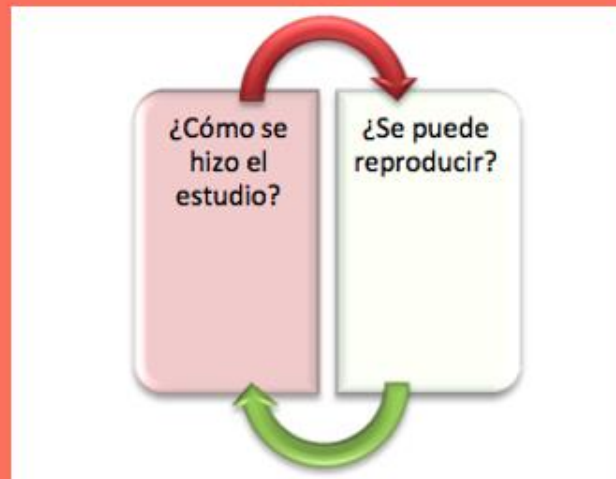 ¿Cómo se
hizo el
estudio?
¿Se puede
reproducir?